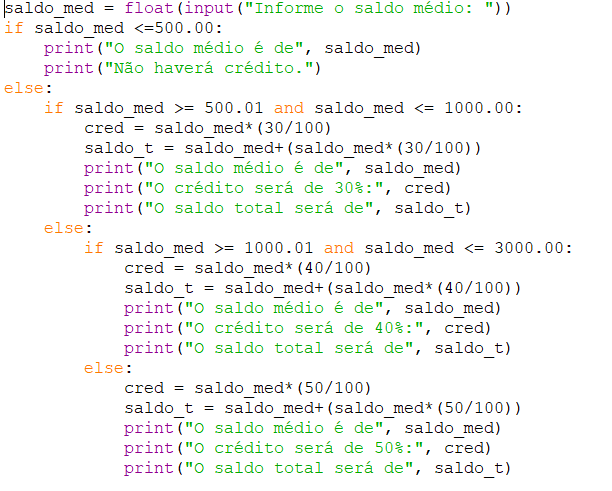 saldo_med = float(input("Informe o saldo médio: "))
if saldo_med <=500.00:
    print("O saldo médio é de", saldo_med)
    print("Não haverá crédito.")
else:
    if saldo_med >= 500.01 and saldo_med <= 1000.00:
        cred = saldo_med*(30/100)
        saldo_t = saldo_med+(saldo_med*(30/100))
        print("O saldo médio é de", saldo_med)
        print("O crédito será de 30%:", cred)
        print("O saldo total será de", saldo_t)
    else:
        if saldo_med >= 1000.01 and saldo_med <= 3000.00:
            cred = saldo_med*(40/100)
            saldo_t = saldo_med+(saldo_med*(40/100))
            print("O saldo médio é de", saldo_med)
            print("O crédito será de 40%:", cred)
            print("O saldo total será de", saldo_t)
        else:
            cred = saldo_med*(50/100)
            saldo_t = saldo_med+(saldo_med*(50/100))
            print("O saldo médio é de", saldo_med)
            print("O crédito será de 50%:", cred)
            print("O saldo total será de", saldo_t)